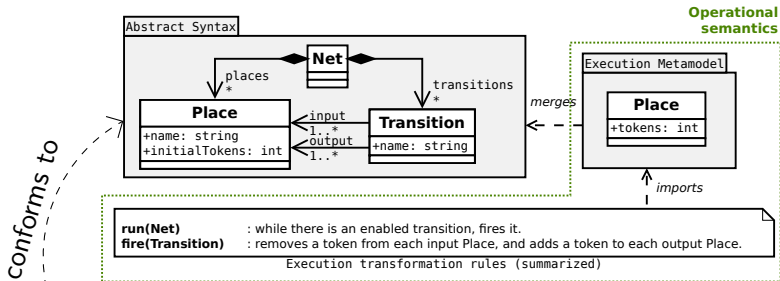 Operational
semantics
Abstract Syntax
Net
places
*
transitions
*
Place
+name: string
+initialTokens: int
input
1..*
output
1..*
Transition
+name: string
merges
Execution Metamodel
Place
+tokens: int
imports
conforms to
run(Net) : while there is an enabled transition, fires it.
fire(Transition) : removes a token from each input Place, and adds a token to each output Place.
Execution transformation rules (summarized)